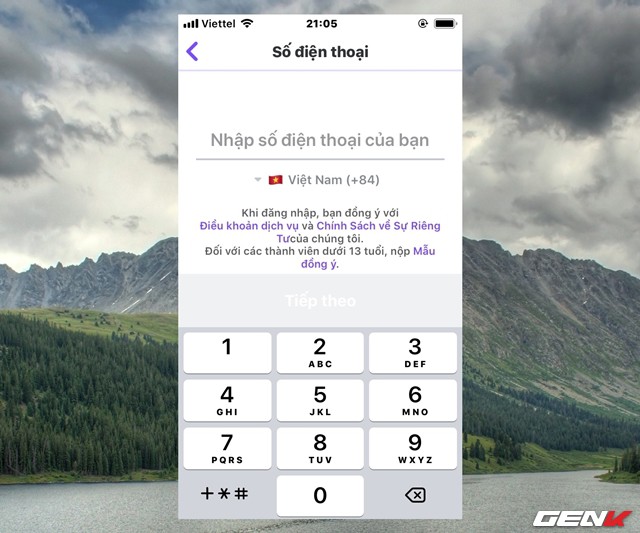 Viettel 21:05
Số điện thoại
Nhập số điện thoại của bạn
Việt Nam (+84)
Khi đăng nhập, bạn đồng ý với
Điều khoản dịch vụ và Chính Sách về Sự Riêng
Tưcủa chúng tôi.
Đối với các thành viên dưới 13 tuổi, nộp Mẫu
đồng ý.
Tiếp theo
1 2 3
ABC DEF
4 5 6
GHI JKL MNO
7 8 9
PQRS TUV WXYZ
+*# 0
GENK